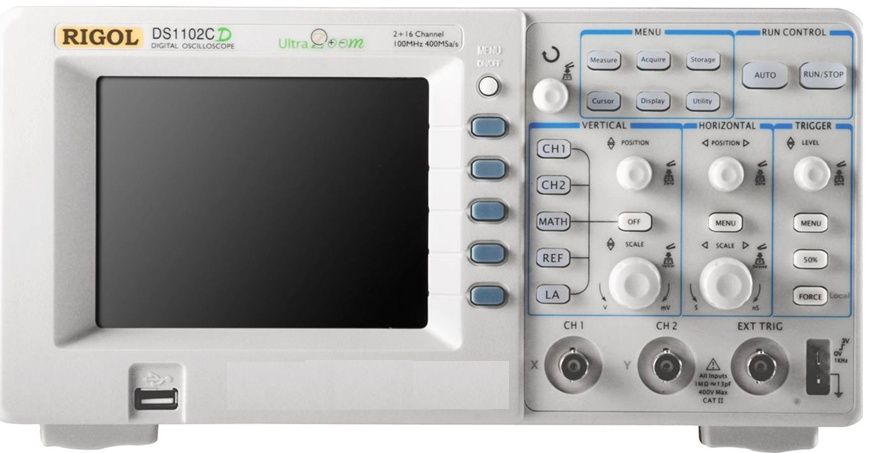 RIGOL
DS1102CD
DIGITAL OSCILLOSCOPE
Ultra Zoom
2+16 Channel
100MHz 400MSa/s
MENU
ON/OFF
MENU
Measure Acquire Storage
Cursor Display Utility
RUN CONTROL
AUTO RUN/STOP
VERTICAL
CH1
CH2
MATH
REF
LA
POSITION
OFF
SCALE
V mV
HORIZONTAL
POSITION
MENU
SCALE
S nS
TRIGGER
LEVEL
MENU
50%
FORCE Local
CH 1 CH 2 EXT TRIG
X Y
All Inputs
1MΩ ≈15pF
400V Max
CAT II
3V
0V
1KHz